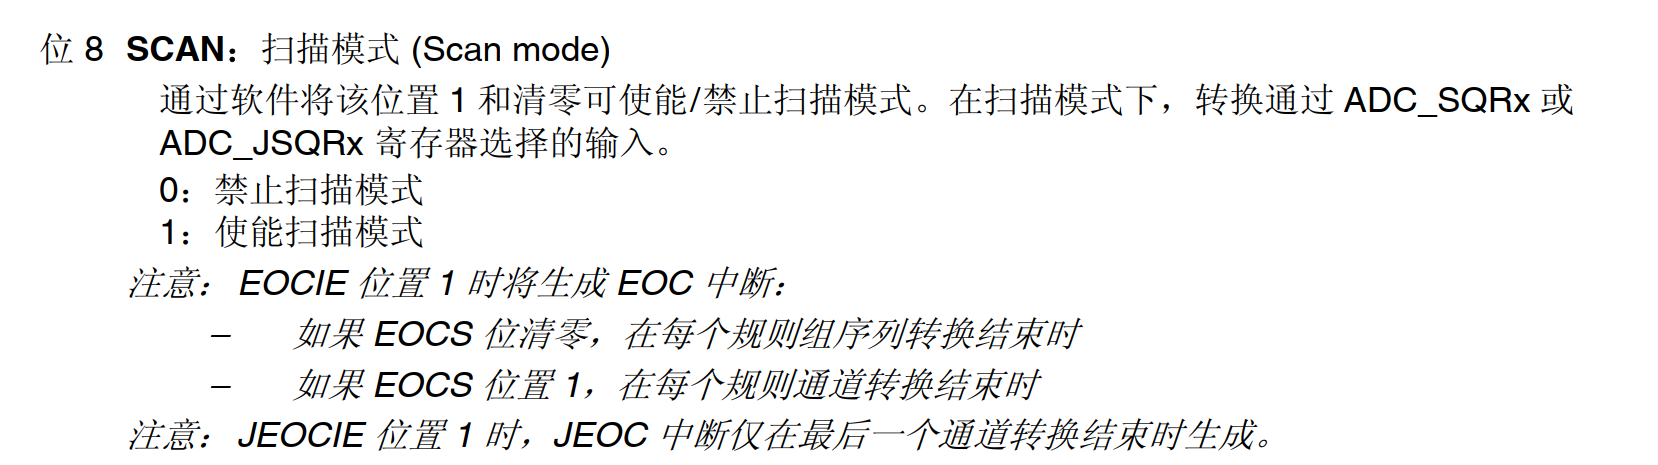 位 8 SCAN：扫描模式 (Scan mode)
通过软件将该位置 1 和清零可使能/禁止扫描模式。在扫描模式下，转换通过 ADC_SQRx 或
ADC_JSQRx 寄存器选择的输入。
0：禁止扫描模式
1：使能扫描模式
注意：EOCIE 位置 1 时将生成 EOC 中断：
– 如果 EOCS 位清零，在每个规则组序列转换结束时
– 如果 EOCS 位置 1，在每个规则通道转换结束时
注意：JEOCIE 位置 1 时，JEOC 中断仅在最后一个通道转换结束时生成。